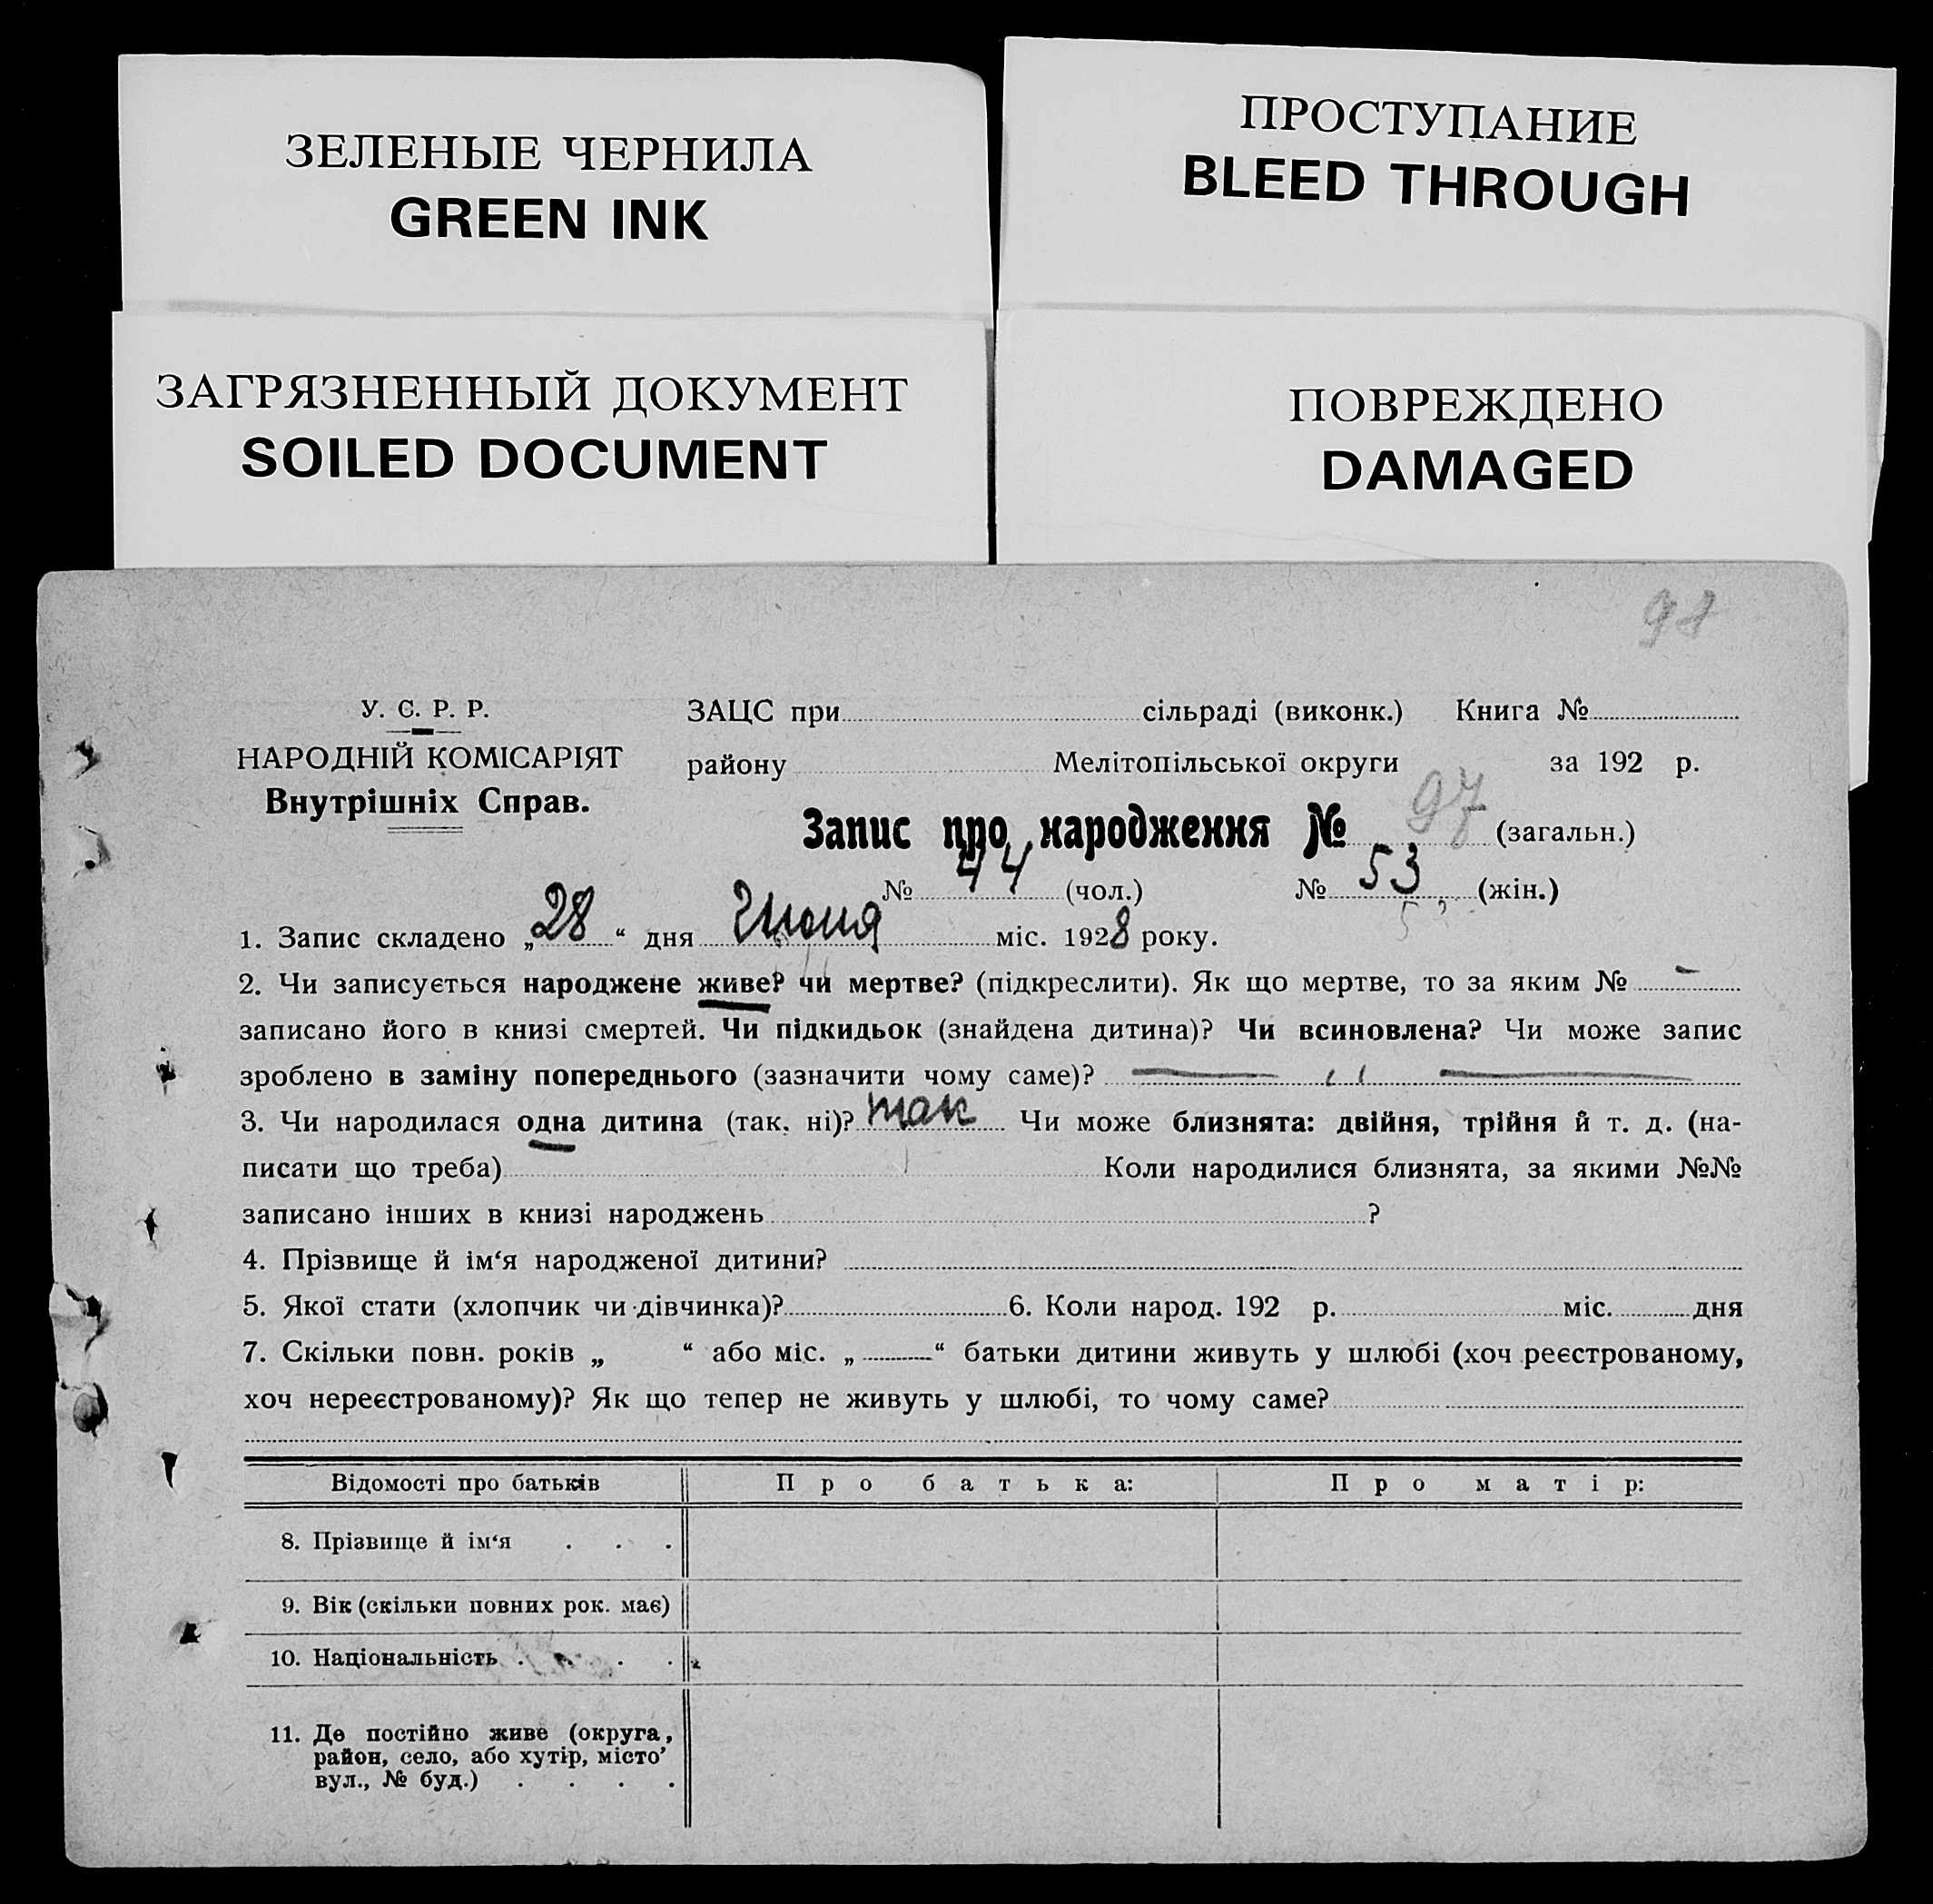 ЗЕЛЕНЫЕ ЧЕРНИЛА
GREEN INK
ПРОСТУПАНИЕ
BLEED THROUGH
ЗАГРЯЗНЕННЫЙ ДОКУМЕНТ
SOILED DOCUMENT
ПОВРЕЖДЕНО
DAMAGED
98
У. С. Р. Р.
НАРОДНІЙ КОМІСАРІЯТ
Внутрішніх Справ.
ЗАЦС при сільраді (виконк.) Книга №
району Мелітопільської округи за 192 р.
Запис про народження № 97 (загальн.)
№ 44 (чол.) № 53 (жін.)
1. Запис складено „28“ дня Июня міс. 1928 року.
2. Чи записується народжене живе? чи мертве? (підкреслити). Як що мертве, то за яким № —
записано його в книзі смертей. Чи підкидьок (знайдена дитина)? Чи всиновлена? Чи може запис
зроблено в заміну попереднього (зазначити чому саме)? — ıı —
3. Чи народилася одна дитина (так. ні)? так Чи може близнята: двійня, трійня й т. д. (на-
писати що треба) Коли народилися близнята, за якими №№
записано інших в книзі народжень ?
4. Прізвище й ім‘я народженої дитини?
5. Якої стати (хлопчик чи дівчинка)? 6. Коли народ. 192 р. міс. дня
7. Скільки повн. років „ “ або міс. „ “ батьки дитини живуть у шлюбі (хоч реєстрованому,
хоч нереєстрованому)? Як що тепер не живуть у шлюбі, то чому саме?
Відомості про батьків Про батька: Про матір:
8. Прізвище й ім‘я . . .
9. Вік (скільки повних рок. має)
10. Національність . . . .
11. Де постійно живе (округа,
район, село, або хутір, місто’
вул., № буд.) . . . .